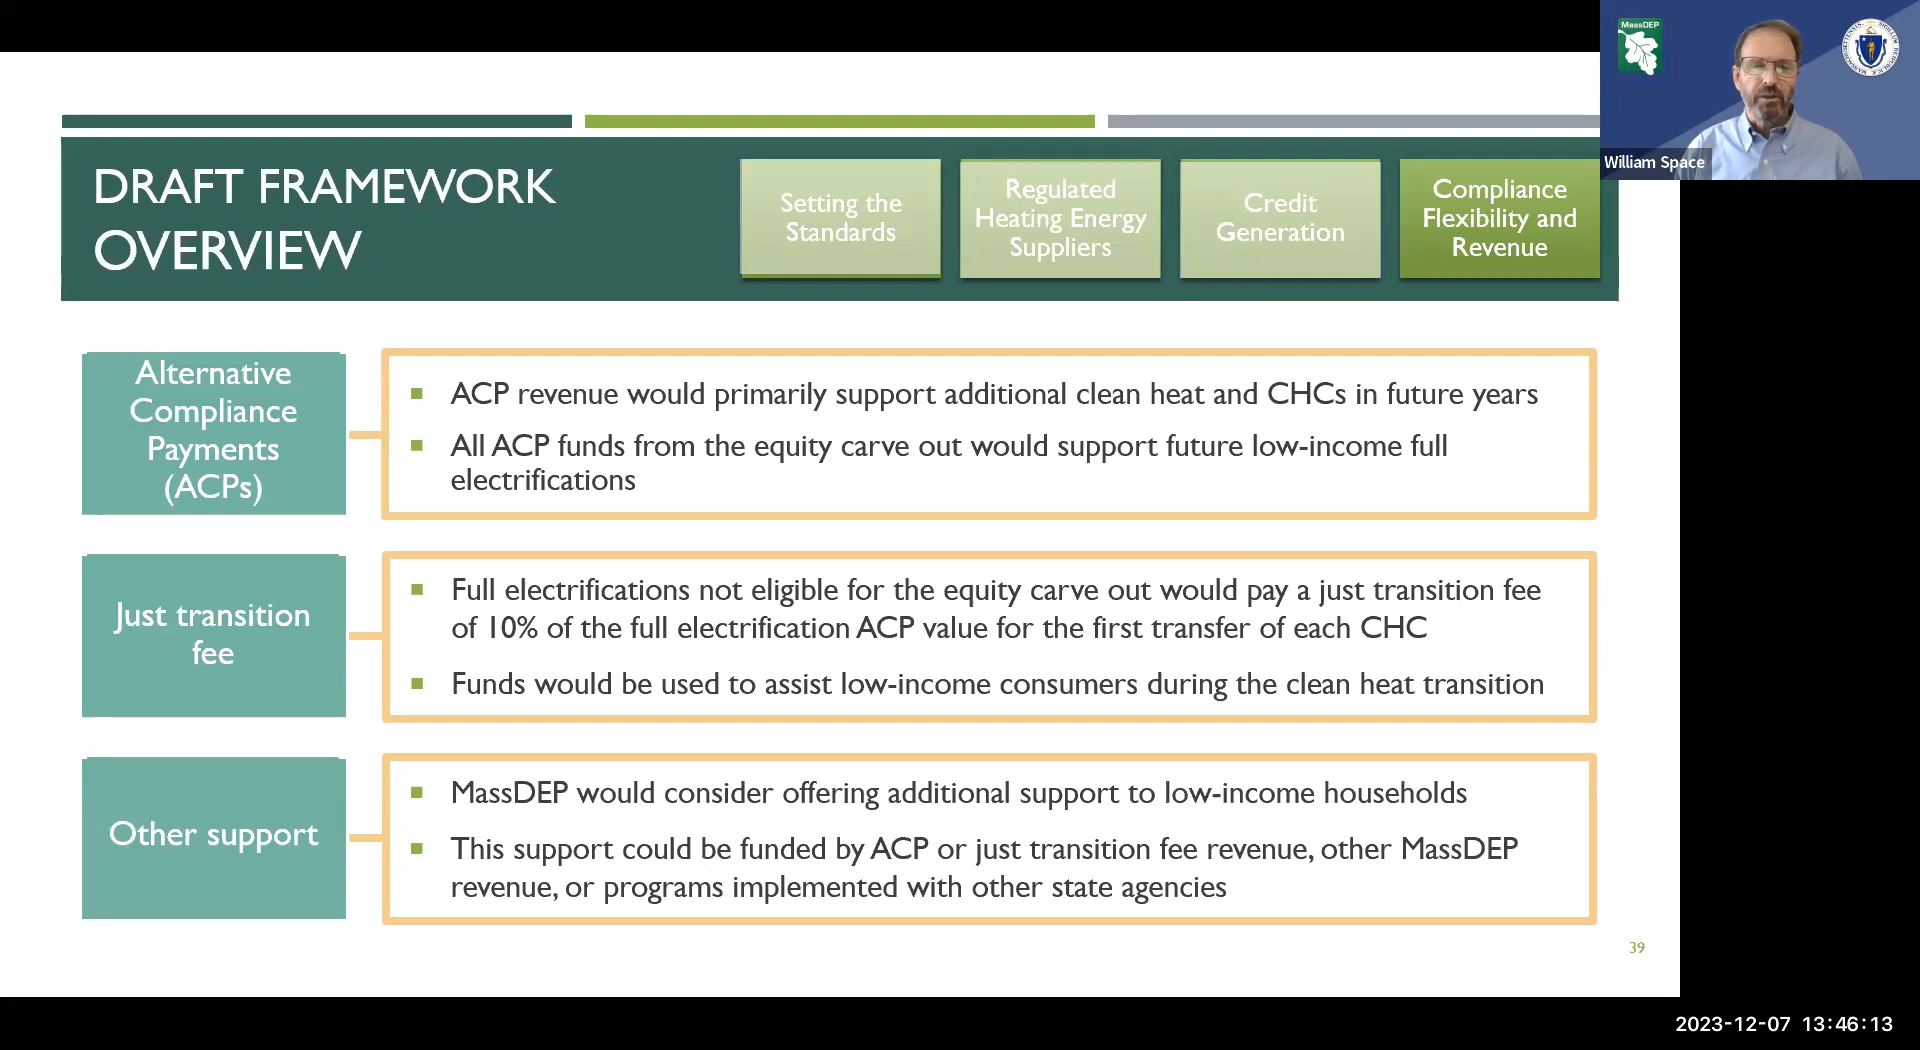 MassDEP
William Space
DRAFT FRAMEWORK
OVERVIEW
Setting the
Standards
Regulated
Heating Energy
Suppliers
Credit
Generation
Compliance
Flexibility and
Revenue
Alternative
Compliance
Payments
(ACPs)
▪ ACP revenue would primarily support additional clean heat and CHCs in future years
▪ All ACP funds from the equity carve out would support future low-income full
electrifications
Just transition
fee
▪ Full electrifications not eligible for the equity carve out would pay a just transition fee
of 10% of the full electrification ACP value for the first transfer of each CHC
▪ Funds would be used to assist low-income consumers during the clean heat transition
Other support
▪ MassDEP would consider offering additional support to low-income households
▪ This support could be funded by ACP or just transition fee revenue, other MassDEP
revenue, or programs implemented with other state agencies
39
2023-12-07 13:46:13